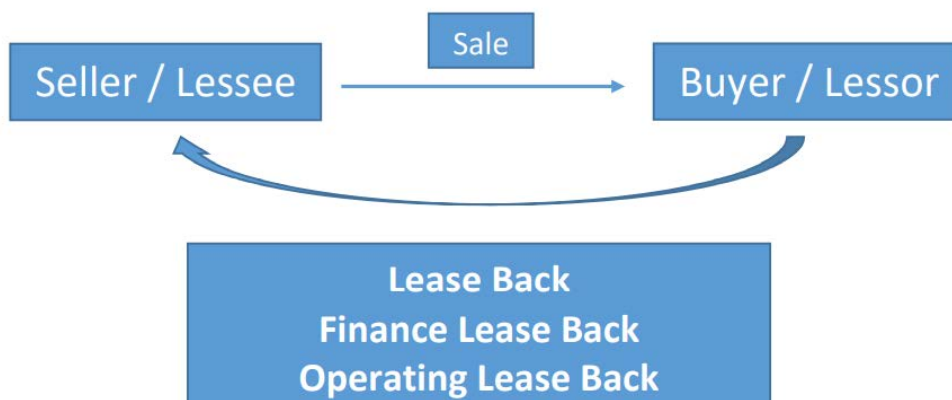 Sale
Seller / Lessee
Buyer / Lessor
Lease Back
Finance Lease Back
Operating Lease Back